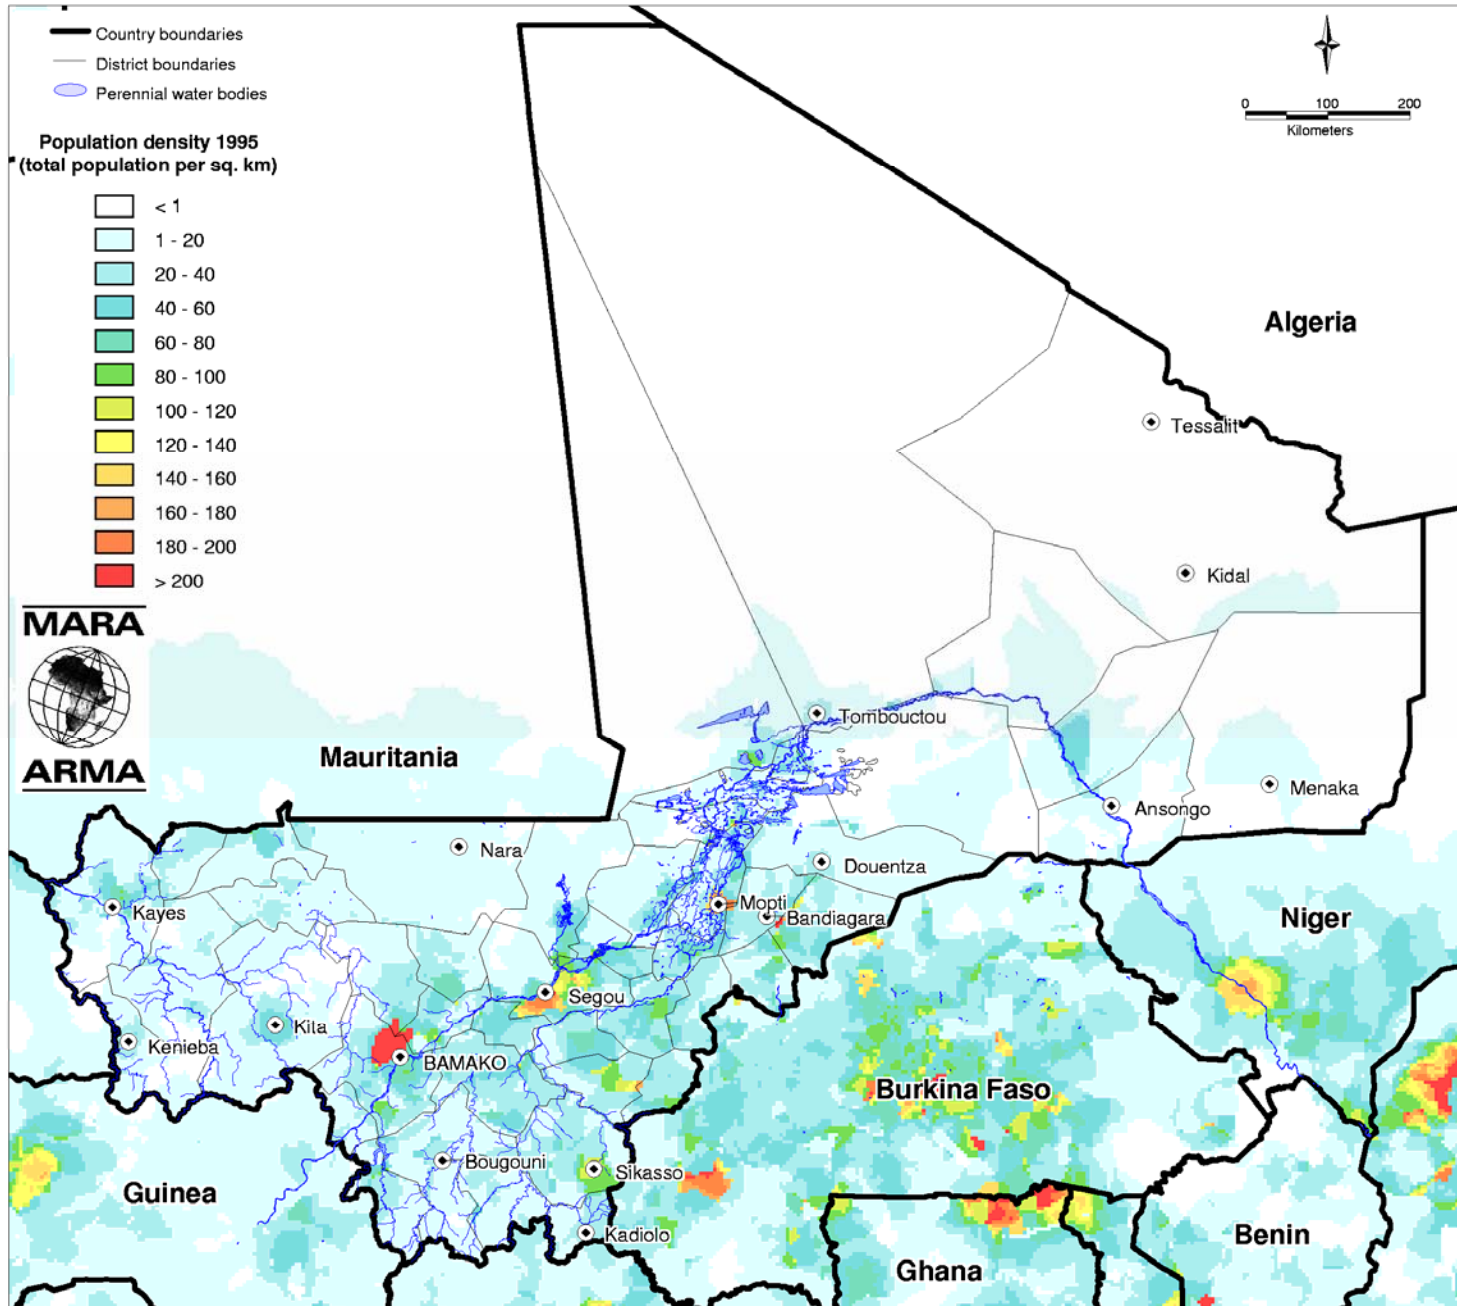 Country boundaries
District boundaries
Perennial water bodies
Population density 1995
(total population per sq. km)
< 1
1 - 20
20 - 40
40 - 60
60 - 80
80 - 100
100 - 120
120 - 140
140 - 160
160 - 180
180 - 200
> 200
MARA
ARMA
0 100 200
Kilometers
Algeria
Tessalit
Kidal
Tombouctou
Mauritania
Menaka
Ansongo
Nara
Douentza
Kayes
Mopti
Bandiagara
Niger
Segou
Kita
Kenieba
BAMAKO
Burkina Faso
Bougouni
Sikasso
Guinea
Kadiolo
Benin
Ghana